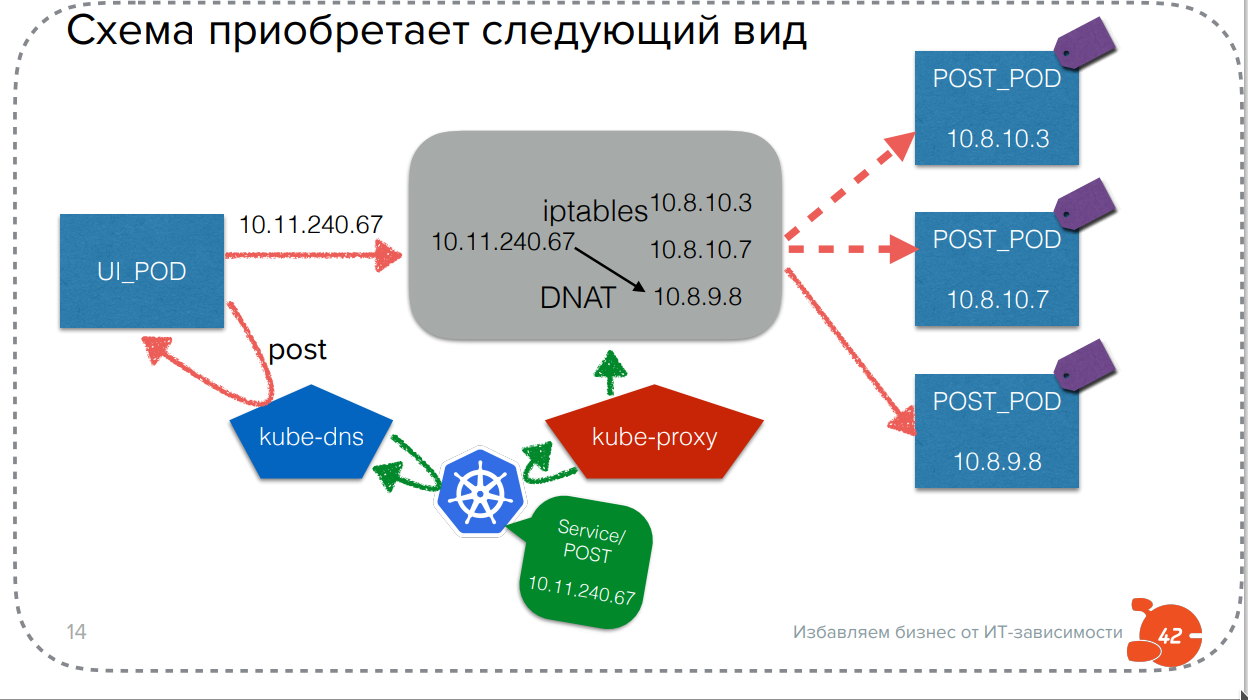 Схема приобретает следующий вид
POST_POD
10.8.10.3
10.11.240.67
UI_POD
iptables
10.8.10.3
10.11.240.67
10.8.10.7
DNAT
10.8.9.8
POST_POD
10.8.10.7
post
kube-dns
kube-proxy
POST_POD
10.8.9.8
Service/
POST
10.11.240.67
14
Избавляем бизнес от ИТ-зависимости
42